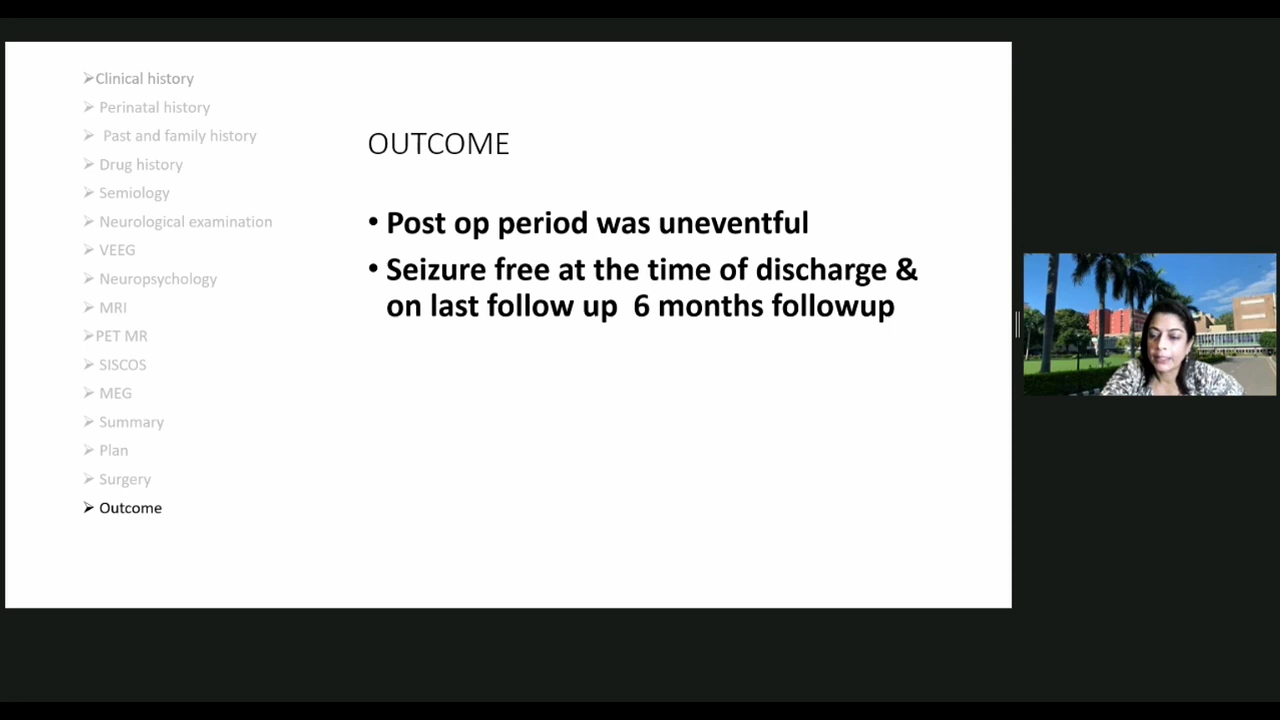 ➢Clinical history
➢ Perinatal history
➢ Past and family history
➢ Drug history
➢ Semiology
➢ Neurological examination
➢ VEEG
➢ Neuropsychology
➢ MRI
➢PET MR
➢ SISCOS
➢ MEG
➢ Summary
➢ Plan
➢ Surgery
➢ Outcome
OUTCOME
• Post op period was uneventful
• Seizure free at the time of discharge &
on last follow up 6 months followup